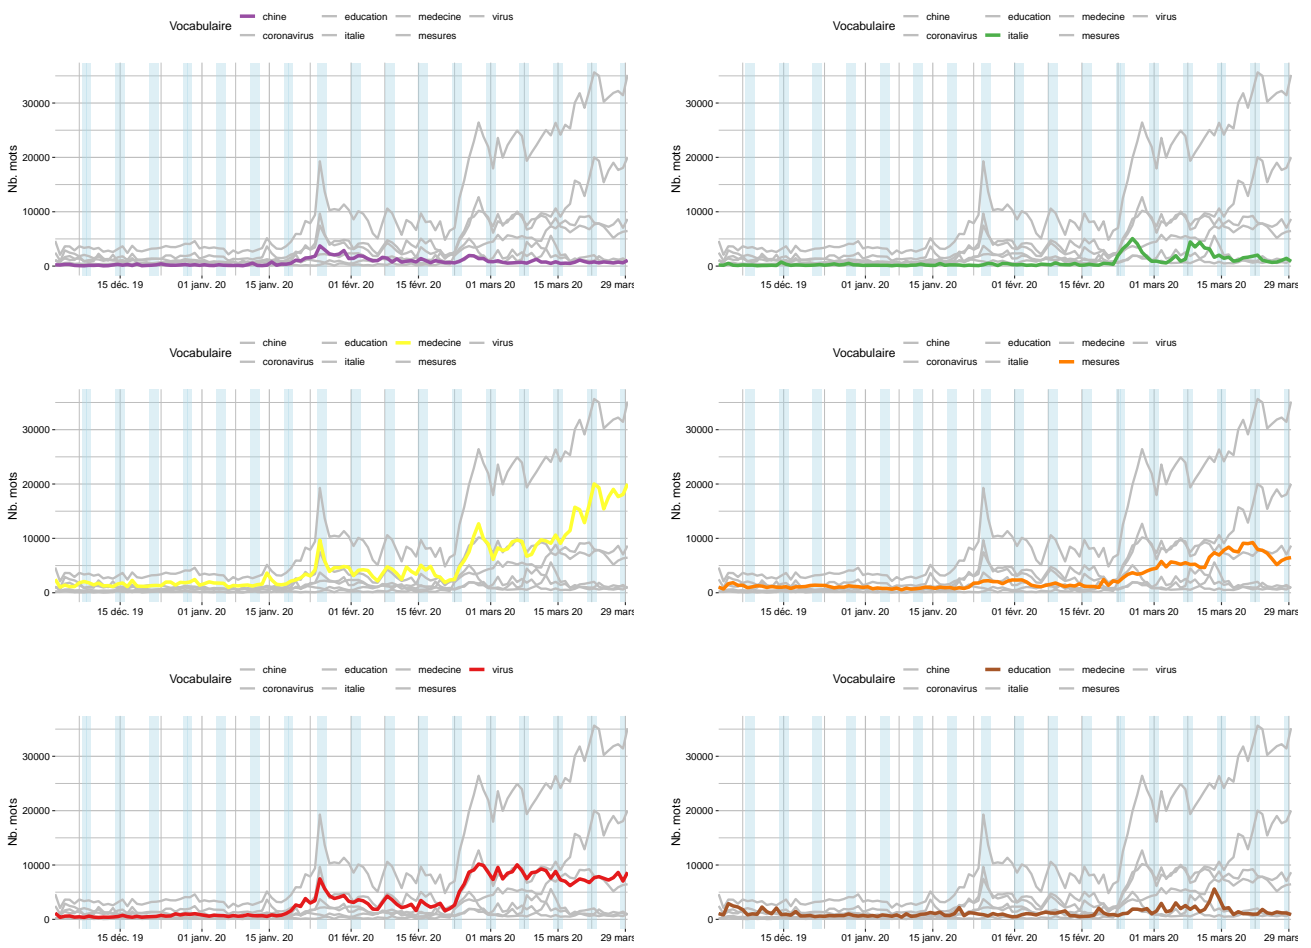 Vocabulaire chine education medecine virus
coronavirus italie mesures
Nb. mots
30000
20000
10000
0
15 déc. 19 01 janv. 20 15 janv. 20 01 févr. 20 15 févr. 20 01 mars 20 15 mars 20 29 mars
Vocabulaire chine education medecine virus
coronavirus italie mesures
Nb. mots
30000
20000
10000
0
15 déc. 19 01 janv. 20 15 janv. 20 01 févr. 20 15 févr. 20 01 mars 20 15 mars 20 29 mars
Vocabulaire chine education medecine virus
coronavirus italie mesures
Nb. mots
30000
20000
10000
0
15 déc. 19 01 janv. 20 15 janv. 20 01 févr. 20 15 févr. 20 01 mars 20 15 mars 20 29 mars
Vocabulaire chine education medecine virus
coronavirus italie mesures
Nb. mots
30000
20000
10000
0
15 déc. 19 01 janv. 20 15 janv. 20 01 févr. 20 15 févr. 20 01 mars 20 15 mars 20 29 mars
Vocabulaire chine education medecine virus
coronavirus italie mesures
Nb. mots
30000
20000
10000
0
15 déc. 19 01 janv. 20 15 janv. 20 01 févr. 20 15 févr. 20 01 mars 20 15 mars 20 29 mars
Vocabulaire chine education medecine virus
coronavirus italie mesures
Nb. mots
30000
20000
10000
0
15 déc. 19 01 janv. 20 15 janv. 20 01 févr. 20 15 févr. 20 01 mars 20 15 mars 20 29 mars